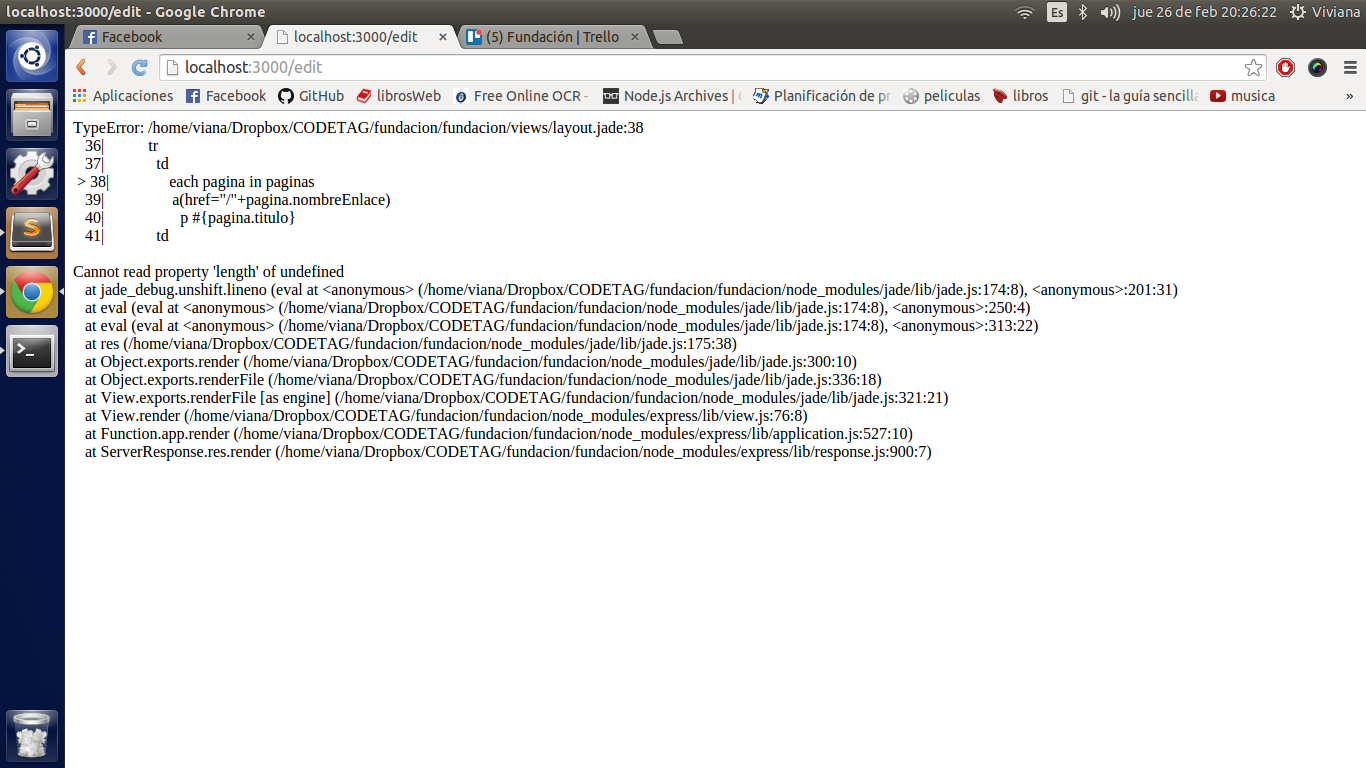 localhost:3000/edit - Google Chrome
Es
jue 26 de feb 20:26:22
Viviana
Facebook
localhost:3000/edit
(5) Fundación | Trello
localhost:3000/edit
Aplicaciones
Facebook
GitHub
librosWeb
Free Online OCR -
Node.js Archives |
Planificación de pr
peliculas
libros
git - la guía sencilla
musica
»
TypeError: /home/viana/Dropbox/CODETAG/fundacion/fundacion/views/layout.jade:38
36| tr
37| td
> 38| each pagina in paginas
39| a(href="/"+pagina.nombreEnlace)
40| p #{pagina.titulo}
41| td
Cannot read property 'length' of undefined
at jade_debug.unshift.lineno (eval at <anonymous> (/home/viana/Dropbox/CODETAG/fundacion/fundacion/node_modules/jade/lib/jade.js:174:8), <anonymous>:201:31)
at eval (eval at <anonymous> (/home/viana/Dropbox/CODETAG/fundacion/fundacion/node_modules/jade/lib/jade.js:174:8), <anonymous>:250:4)
at eval (eval at <anonymous> (/home/viana/Dropbox/CODETAG/fundacion/fundacion/node_modules/jade/lib/jade.js:174:8), <anonymous>:313:22)
at res (/home/viana/Dropbox/CODETAG/fundacion/fundacion/node_modules/jade/lib/jade.js:175:38)
at Object.exports.render (/home/viana/Dropbox/CODETAG/fundacion/fundacion/node_modules/jade/lib/jade.js:300:10)
at Object.exports.renderFile (/home/viana/Dropbox/CODETAG/fundacion/fundacion/node_modules/jade/lib/jade.js:336:18)
at View.exports.renderFile [as engine] (/home/viana/Dropbox/CODETAG/fundacion/fundacion/node_modules/jade/lib/jade.js:321:21)
at View.render (/home/viana/Dropbox/CODETAG/fundacion/fundacion/node_modules/express/lib/view.js:76:8)
at Function.app.render (/home/viana/Dropbox/CODETAG/fundacion/fundacion/node_modules/express/lib/application.js:527:10)
at ServerResponse.res.render (/home/viana/Dropbox/CODETAG/fundacion/fundacion/node_modules/express/lib/response.js:900:7)